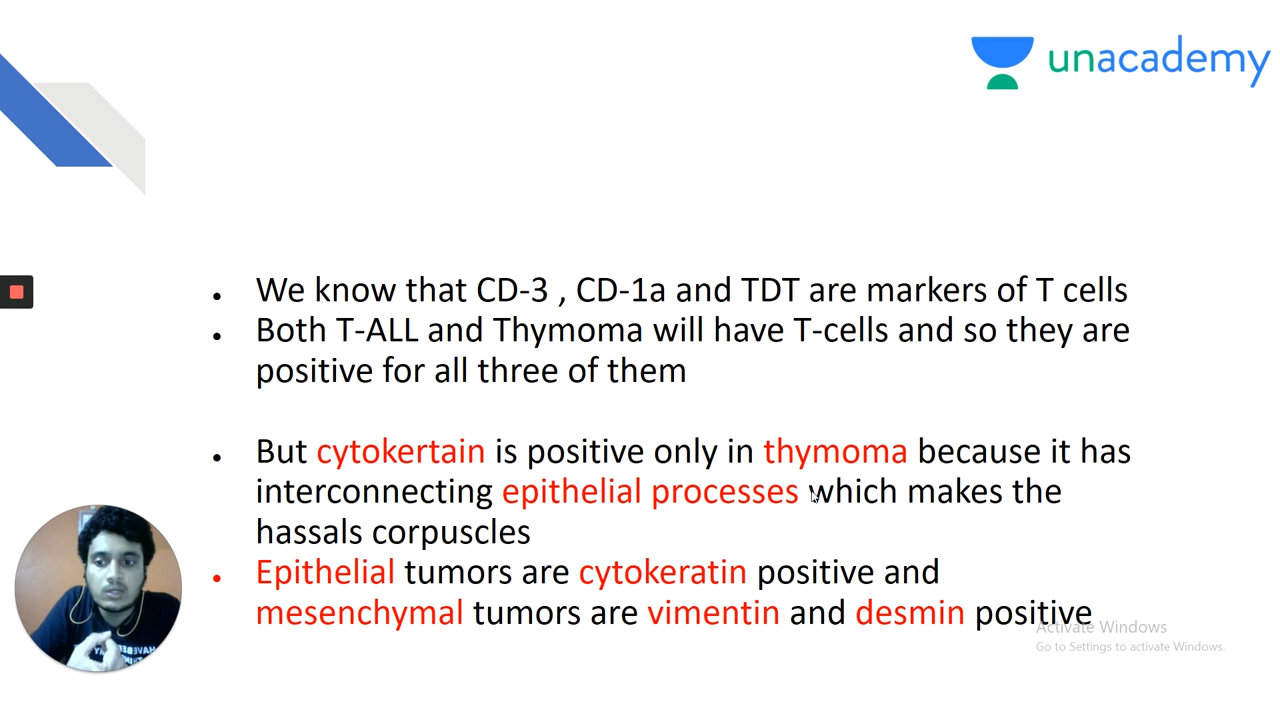 unacademy
We know that CD-3 , CD-1a and TDT are markers of T cells
Both T-ALL and Thymoma will have T-cells and so they are
positive for all three of them
But cytokertain is positive only in thymoma because it has
interconnecting epithelial processes which makes the
hassals corpuscles
Epithelial tumors are cytokeratin positive and
mesenchymal tumors are vimentin and desmin positive
Activate Windows
Go to Settings to activate Windows.